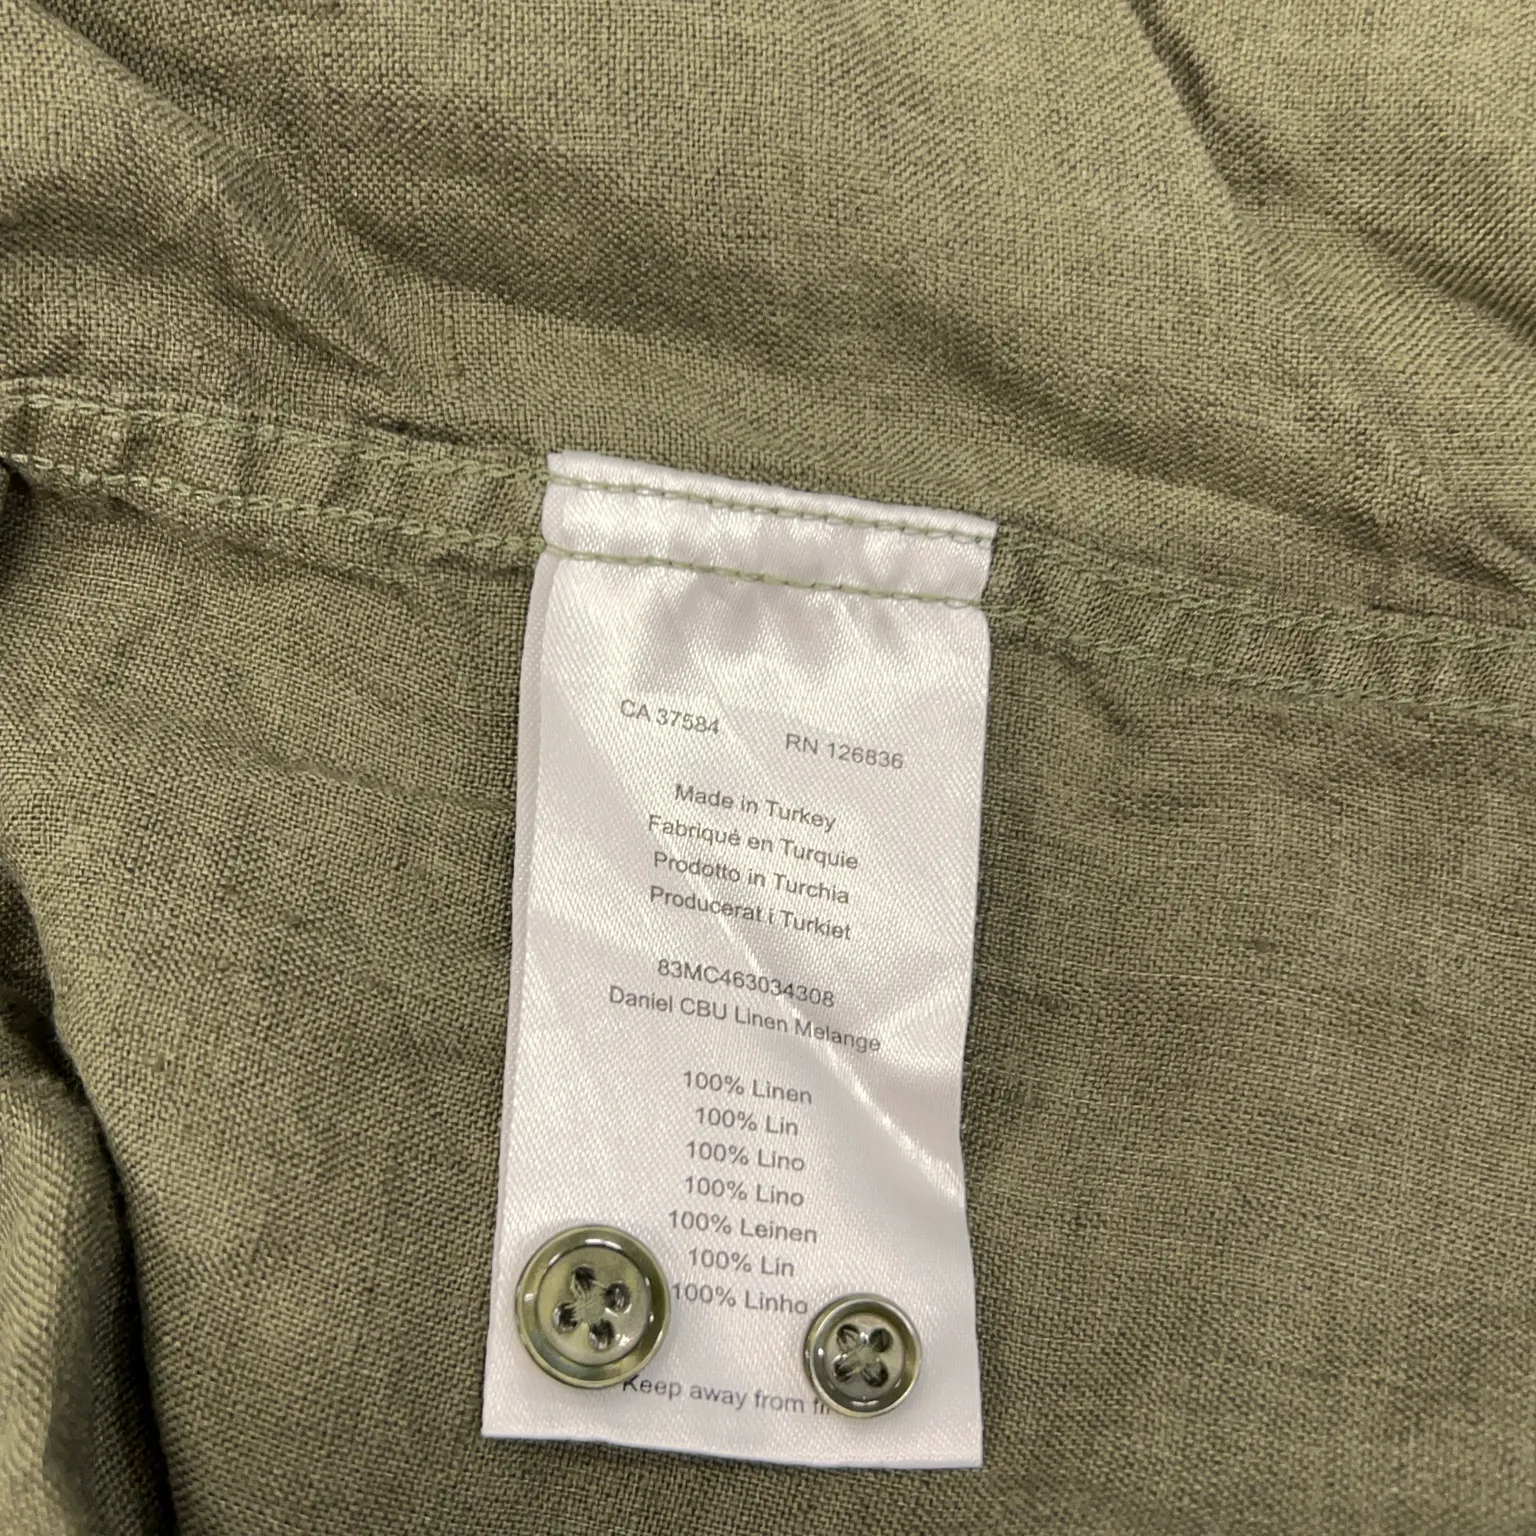 CA 37584 RN 126836
Made in Turkey
Fabriqué en Turquie
Prodotto in Turchia
Producerat i Turkiet
83MC463034308
Daniel CBU Linen Melange
100% Linen
100% Lin
100% Lino
100% Lino
100% Leinen
100% Lin
100% Linho
Keep away from